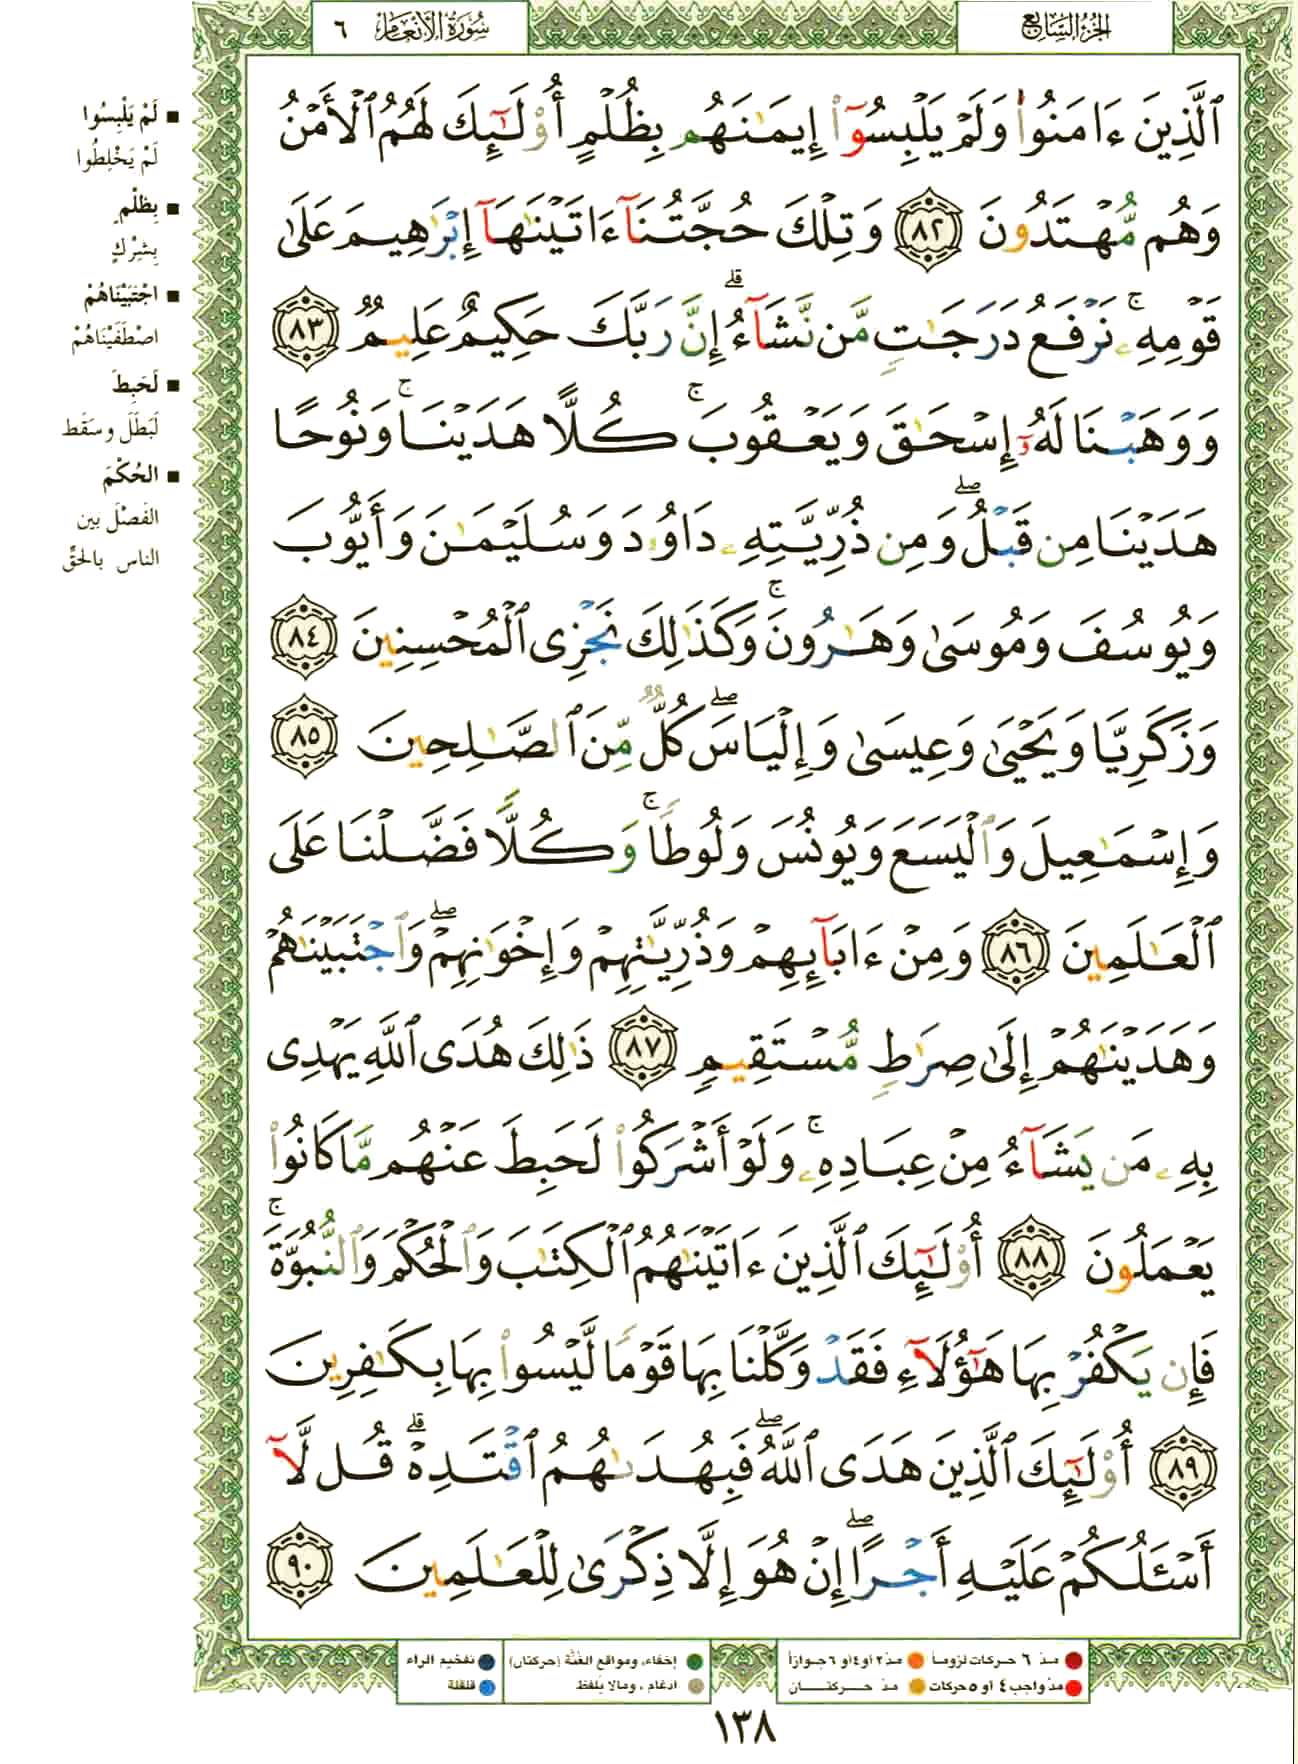 الجزء السابع
سورة الأنعام ٦
ٱلَّذِينَ ءَامَنُوا۟ وَلَمْ يَلْبِسُوٓا۟ إِيمَـٰنَهُم بِظُلْمٍ أُو۟لَـٰٓئِكَ لَهُمُ ٱلْأَمْنُ
وَهُم مُّهْتَدُونَ ٨٢ وَتِلْكَ حُجَّتُنَآ ءَاتَيْنَـٰهَآ إِبْرَٰهِيمَ عَلَىٰ
قَوْمِهِۦ ۚ نَرْفَعُ دَرَجَـٰتٍ مَّن نَّشَآءُ ۗ إِنَّ رَبَّكَ حَكِيمٌ عَلِيمٌ ٨٣
وَوَهَبْنَا لَهُۥٓ إِسْحَـٰقَ وَيَعْقُوبَ ۚ كُلًّا هَدَيْنَا ۚ وَنُوحًا
هَدَيْنَا مِن قَبْلُ ۖ وَمِن ذُرِّيَّتِهِۦ دَاوُۥدَ وَسُلَيْمَـٰنَ وَأَيُّوبَ
وَيُوسُفَ وَمُوسَىٰ وَهَـٰرُونَ ۚ وَكَذَٰلِكَ نَجْزِى ٱلْمُحْسِنِينَ ٨٤
وَزَكَرِيَّا وَيَحْيَىٰ وَعِيسَىٰ وَإِلْيَاسَ ۖ كُلٌّ مِّنَ ٱلصَّـٰلِحِينَ ٨٥
وَإِسْمَـٰعِيلَ وَٱلْيَسَعَ وَيُونُسَ وَلُوطًا ۚ وَكُلًّا فَضَّلْنَا عَلَى
ٱلْعَـٰلَمِينَ ٨٦ وَمِنْ ءَابَآئِهِمْ وَذُرِّيَّـٰتِهِمْ وَإِخْوَٰنِهِمْ ۖ وَٱجْتَبَيْنَـٰهُمْ
وَهَدَيْنَـٰهُمْ إِلَىٰ صِرَٰطٍ مُّسْتَقِيمٍ ٨٧ ذَٰلِكَ هُدَى ٱللَّهِ يَهْدِى
بِهِۦ مَن يَشَآءُ مِنْ عِبَادِهِۦ ۚ وَلَوْ أَشْرَكُوا۟ لَحَبِطَ عَنْهُم مَّا كَانُوا۟
يَعْمَلُونَ ٨٨ أُو۟لَـٰٓئِكَ ٱلَّذِينَ ءَاتَيْنَـٰهُمُ ٱلْكِتَـٰبَ وَٱلْحُكْمَ وَٱلنُّبُوَّةَ ۚ
فَإِن يَكْفُرْ بِهَا هَـٰٓؤُلَآءِ فَقَدْ وَكَّلْنَا بِهَا قَوْمًا لَّيْسُوا۟ بِهَا بِكَـٰفِرِينَ
٨٩ أُو۟لَـٰٓئِكَ ٱلَّذِينَ هَدَى ٱللَّهُ ۖ فَبِهُدَىٰهُمُ ٱقْتَدِهْ ۗ قُل لَّآ
أَسْـَٔلُكُمْ عَلَيْهِ أَجْرًا ۖ إِنْ هُوَ إِلَّا ذِكْرَىٰ لِلْعَـٰلَمِينَ ٩٠
■ لَمْ يَلْبِسُوا
لَمْ يَخْلِطُوا
■ بِظُلْمٍ
بِشِرْكٍ
■ اجْتَبَيْنَاهُمْ
اصْطَفَيْنَاهُمْ
■ لَحَبِطَ
لَبَطَلَ وسَقَط
■ الحُكْمَ
الفَصْلَ بين
الناس بالحَقِّ
مد ٦ حركات لزوماً
مد ٢ أو ٤ أو ٦ جوازاً
مد واجب ٤ أو ٥ حركات
مد حركتان
إخفاء، ومواقع الغُنَّة (حركتان)
ادغام، ومالا يلفظ
تفخيم الراء
قلقلة
١٣٨